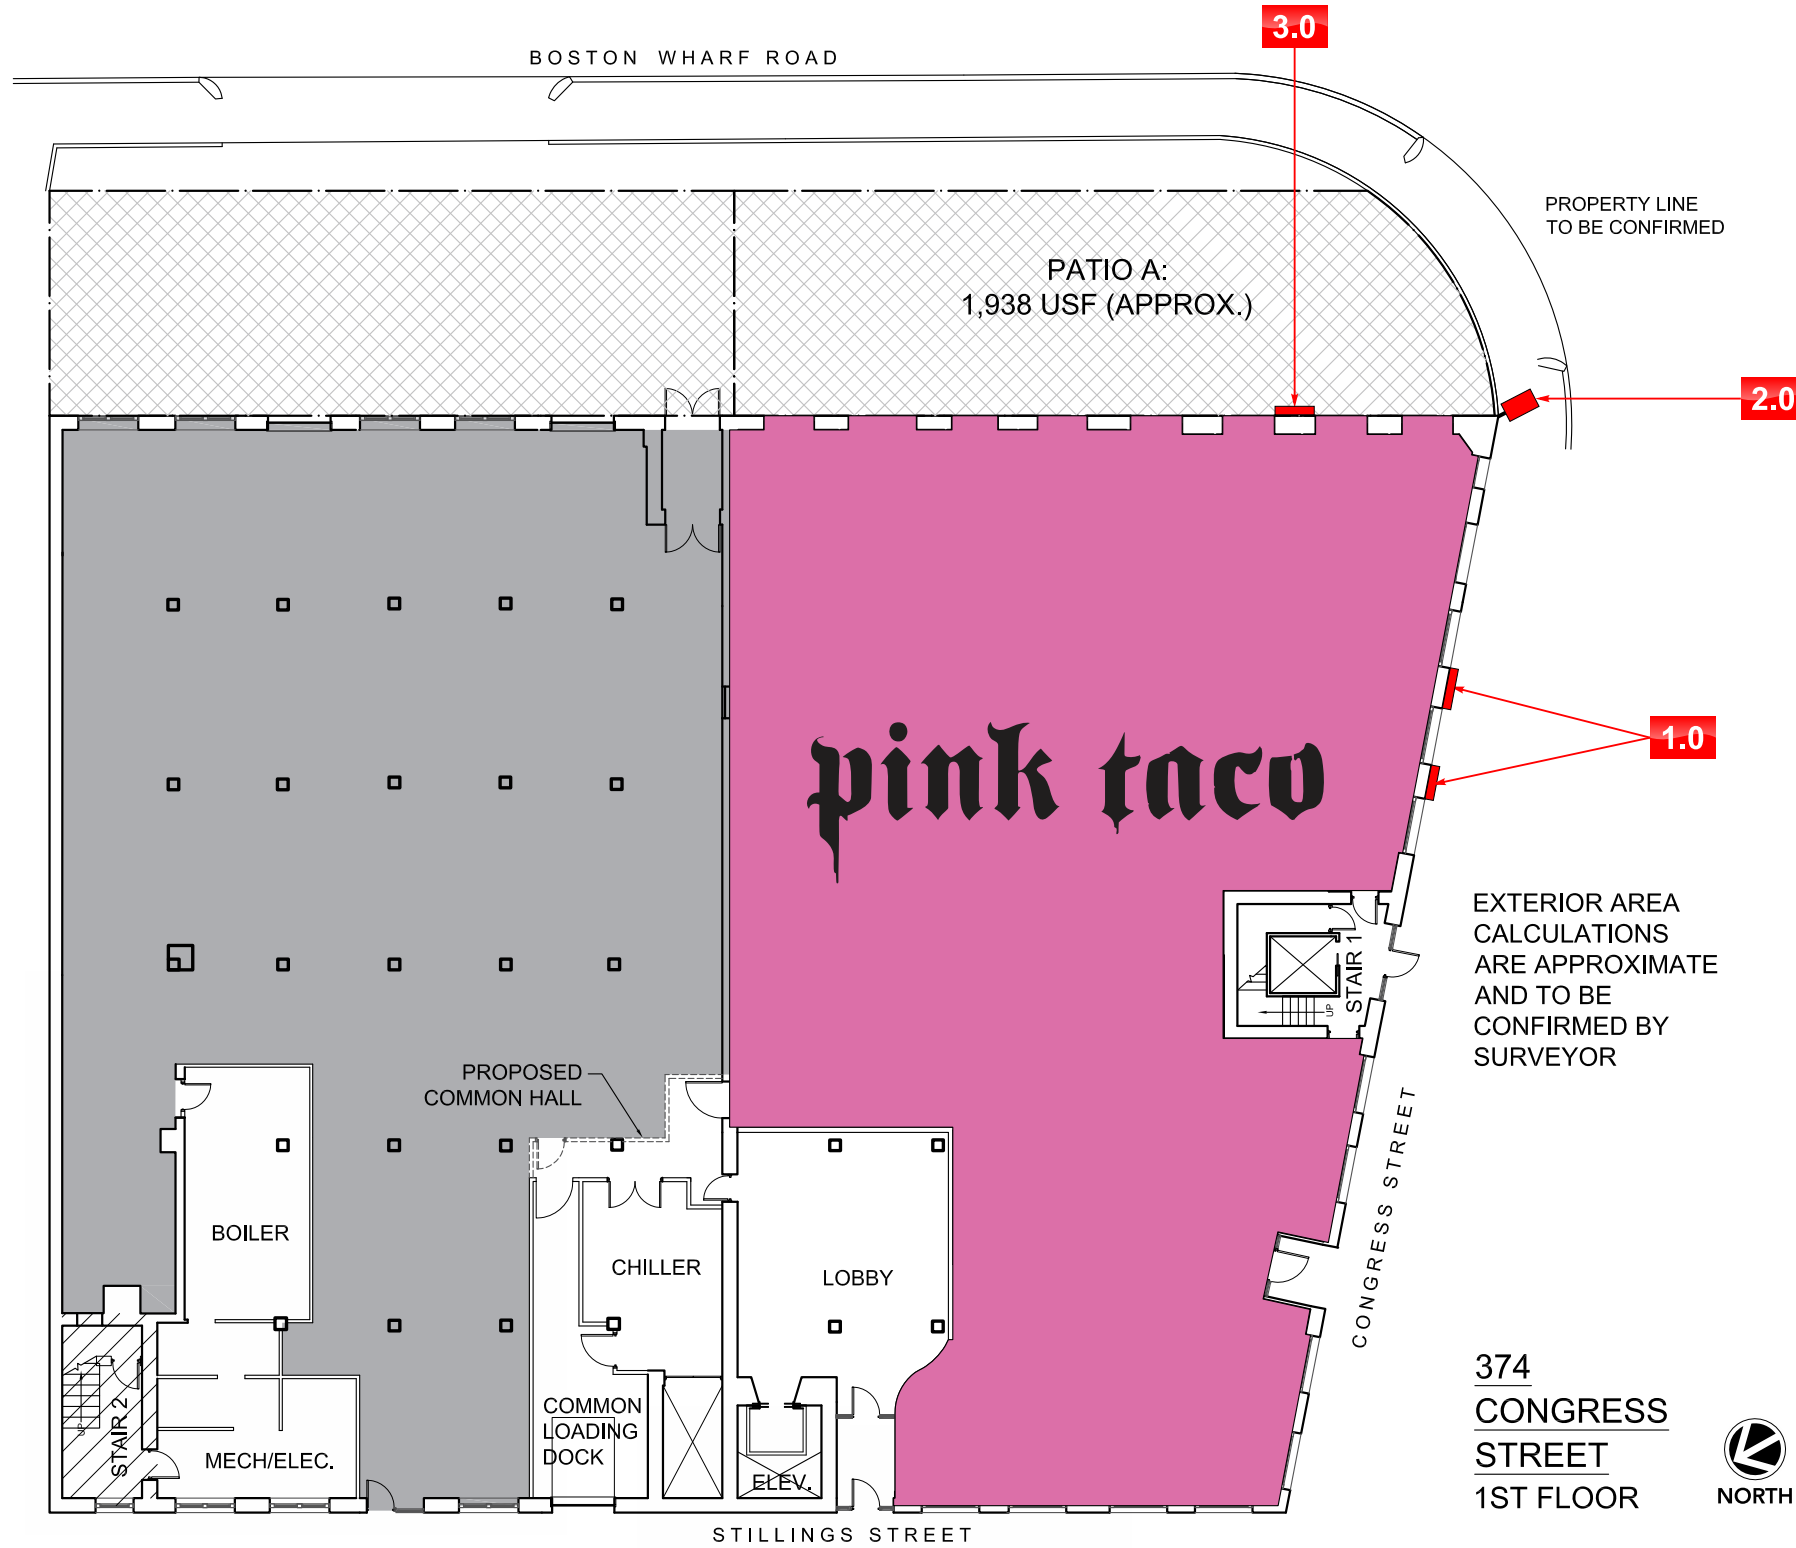 3.0
BOSTON WHARF ROAD
PROPERTY LINE
TO BE CONFIRMED
PATIO A:
1,938 USF (APPROX.)
2.0
1.0
pink taco
EXTERIOR AREA
CALCULATIONS
ARE APPROXIMATE
AND TO BE
CONFIRMED BY
SURVEYOR
STAIR 1
UP
PROPOSED
COMMON HALL
CONGRESS STREET
BOILER
CHILLER
LOBBY
STAIR 2
UP
MECH/ELEC.
COMMON
LOADING
DOCK
ELEV.
374
CONGRESS
STREET
1ST FLOOR
NORTH
STILLINGS STREET